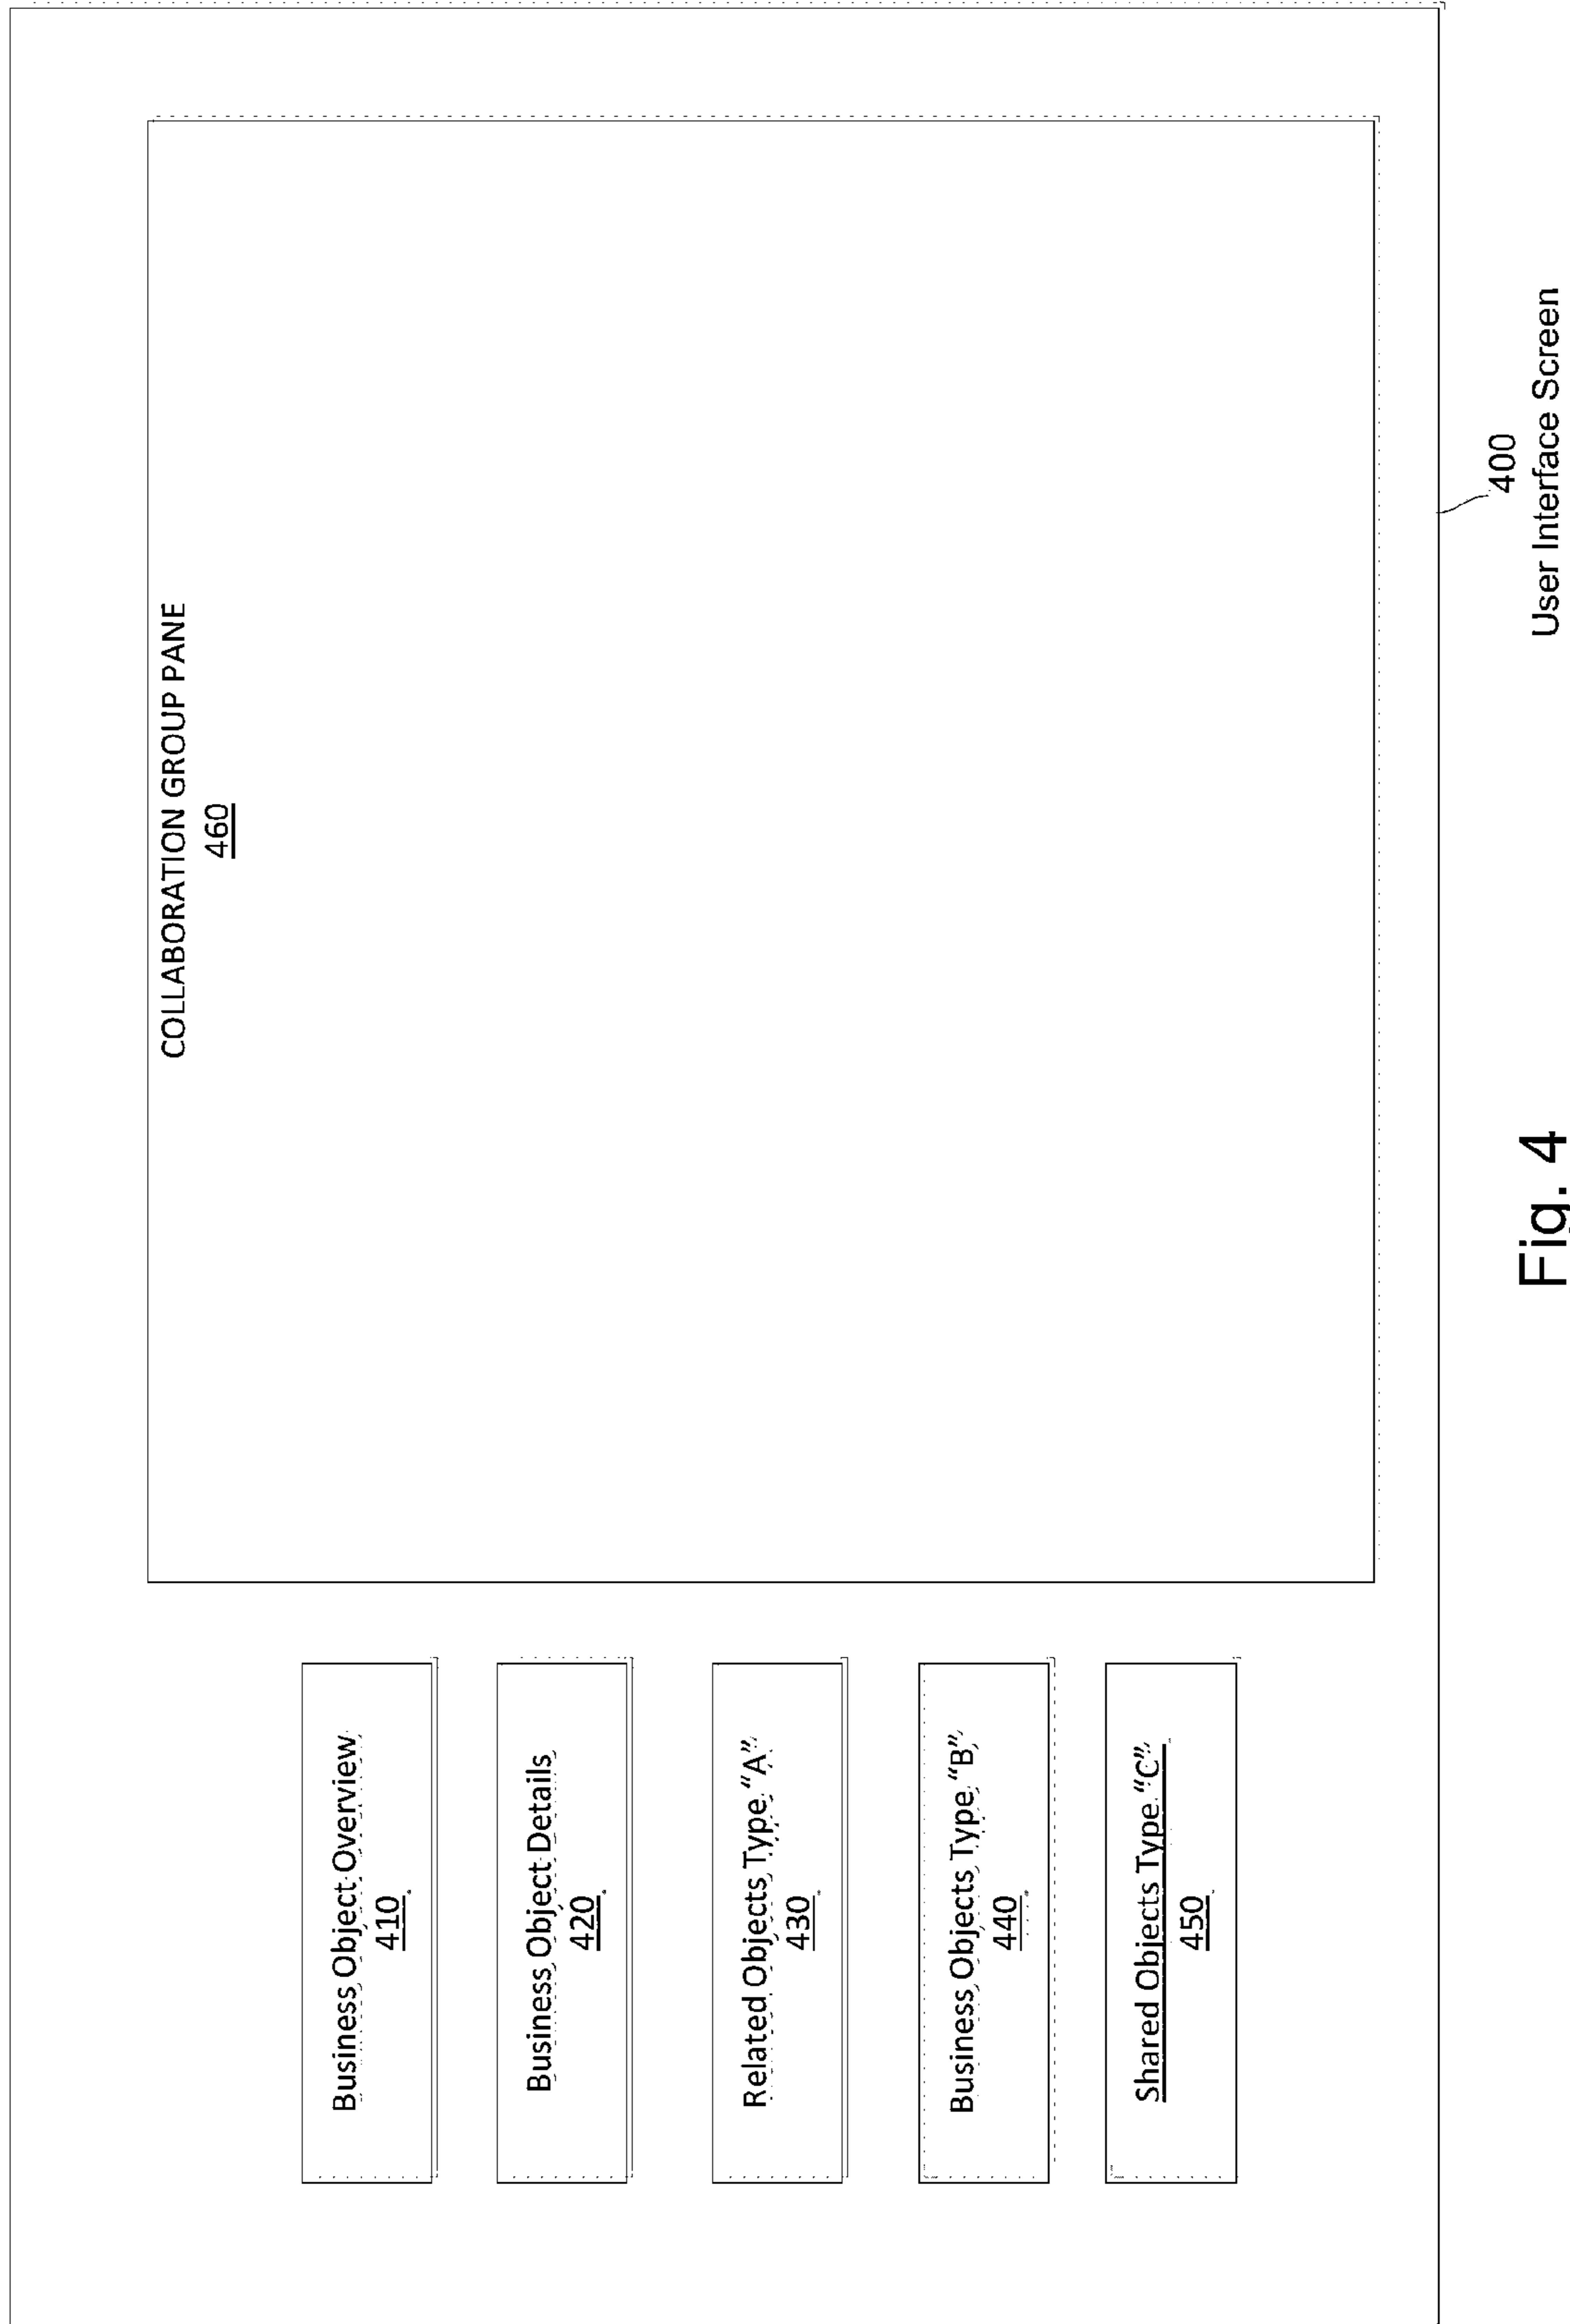 Business Object Overview
410
Business Object Details
420
Related Objects Type “A”
430
Business Objects Type “B”
440
Shared Objects Type “C”
450
COLLABORATION GROUP PANE
460
400
User Interface Screen
Fig. 4